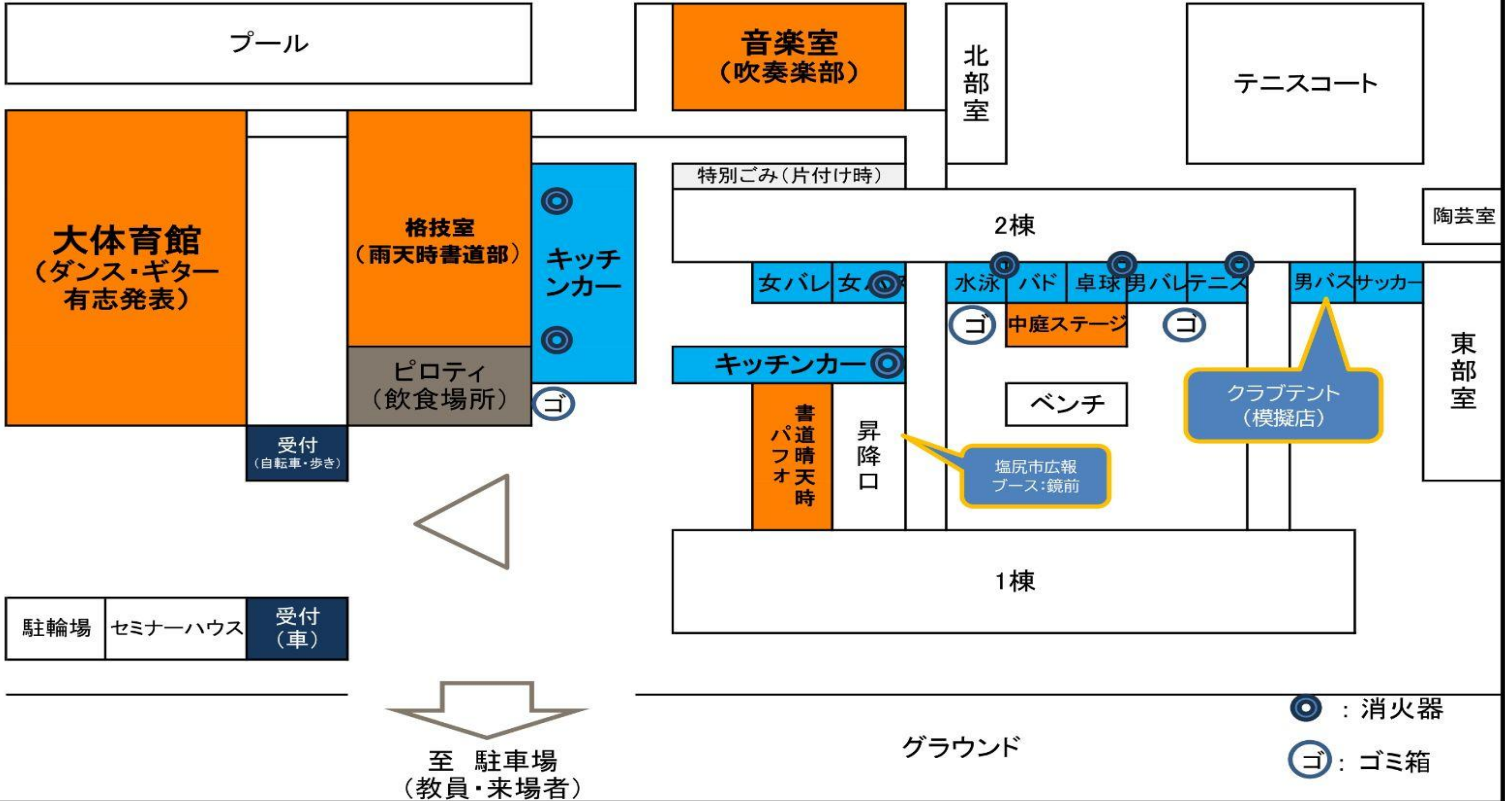 プール
音楽室
（吹奏楽部）
北部室
テニスコート
大体育館
（ダンス・ギター
有志発表）
格技室
（雨天時書道部）
キッチ
ンカー
特別ごみ（片付け時）
2棟
陶芸室
女バレ
女バス
水泳
バド
卓球
男バレ
テニス
男バス
サッカー
ゴ
中庭ステージ
ゴ
ピロティ
（飲食場所）
ゴ
キッチンカー
ベンチ
クラブテント
（模擬店）
東部室
受付
（自転車・歩き）
書道晴天時
パフォ
昇降口
塩尻市広報
ブース：鏡前
1棟
駐輪場
セミナーハウス
受付
（車）
至 駐車場
（教員・来場者）
グラウンド
：消火器
ゴ：ゴミ箱